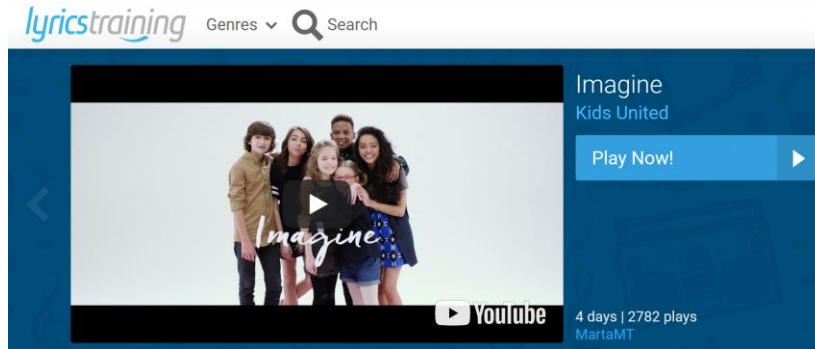 lyricstraining Genres Search
Imagine
Kids United
Play Now!
Imagine
YouTube
4 days | 2782 plays
MartaMT